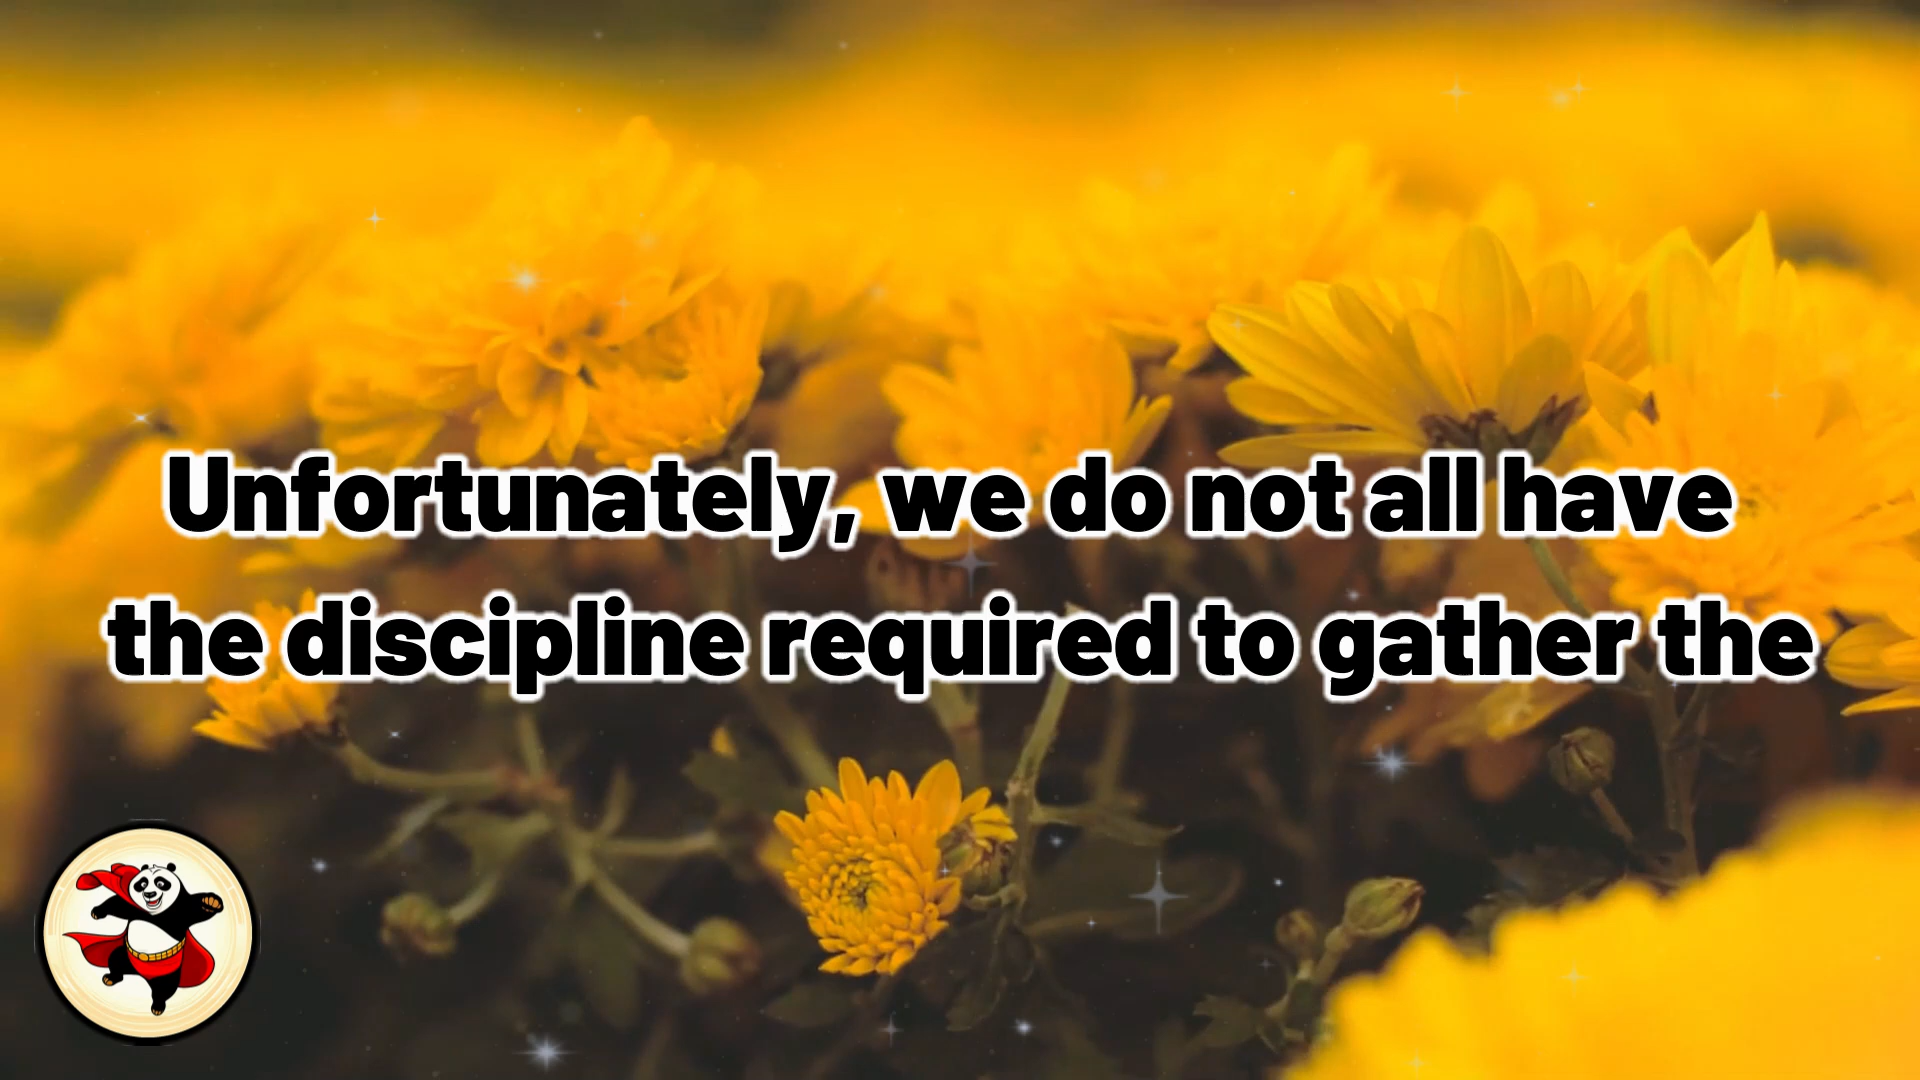 Unfortunately, we do not all have
the discipline required to gather the